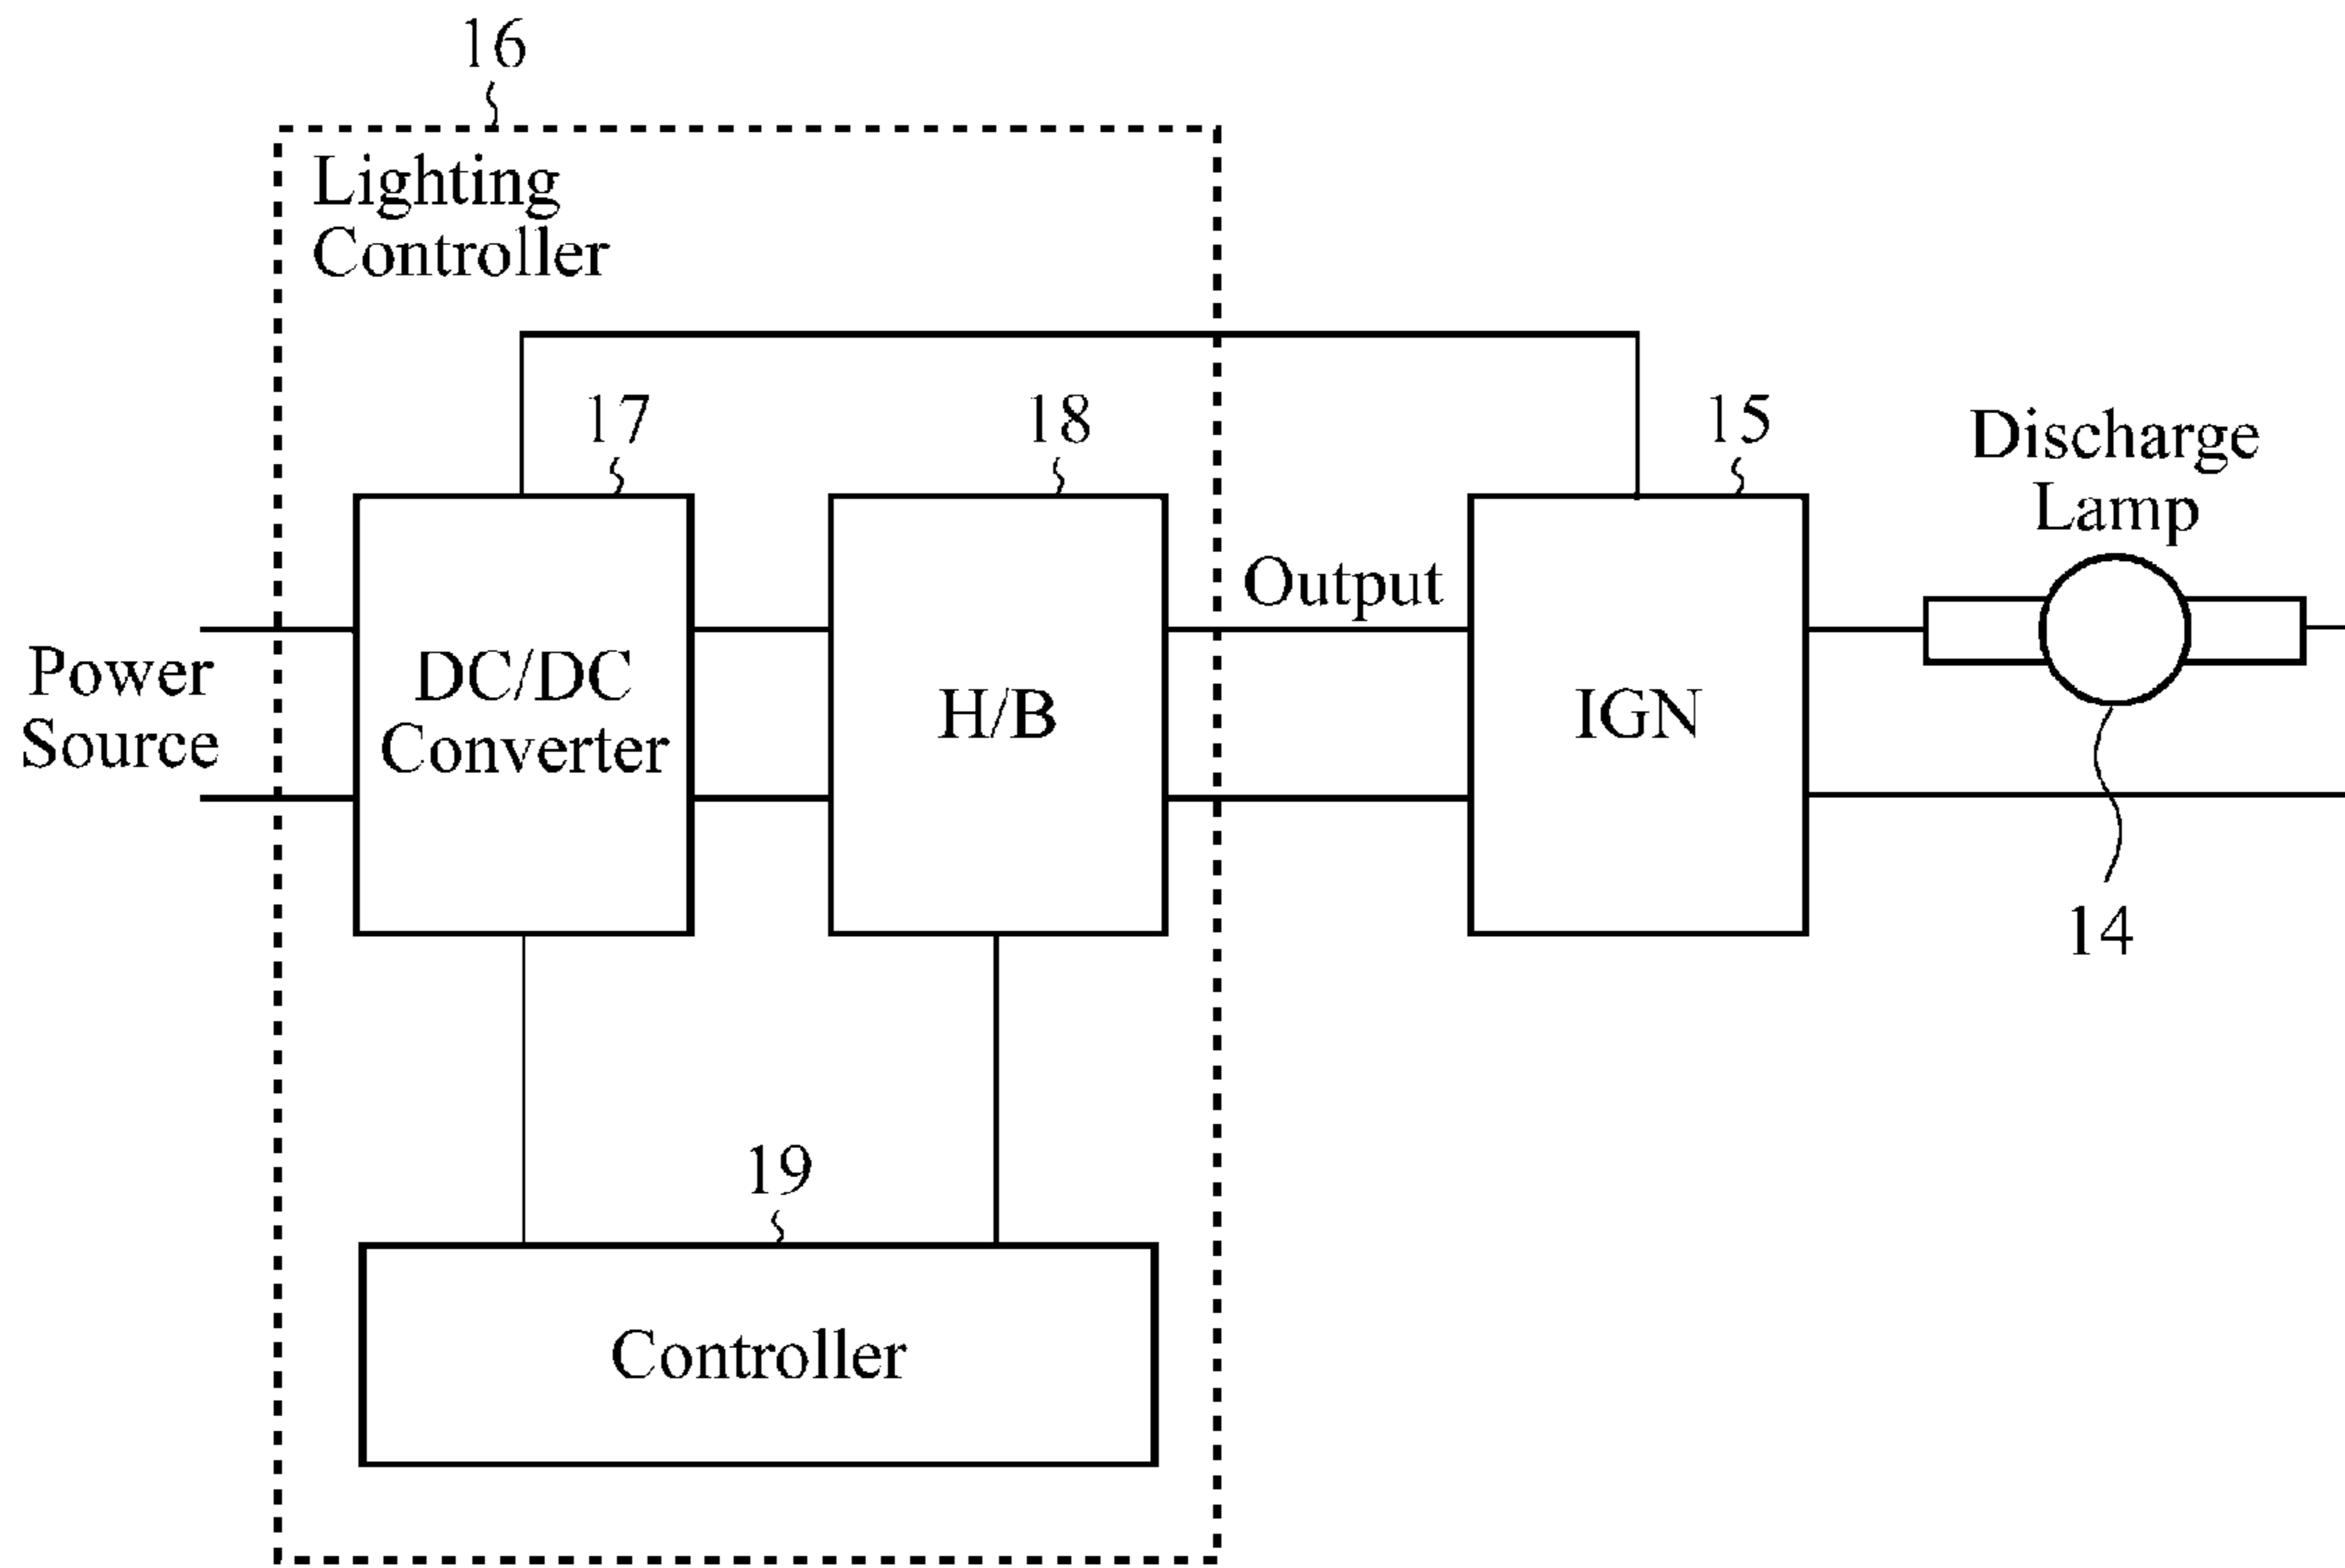 16
Lighting
Controller
17
18
15
Discharge
Lamp
Output
Power
Source
DC/DC
Converter
H/B
IGN
14
19
Controller